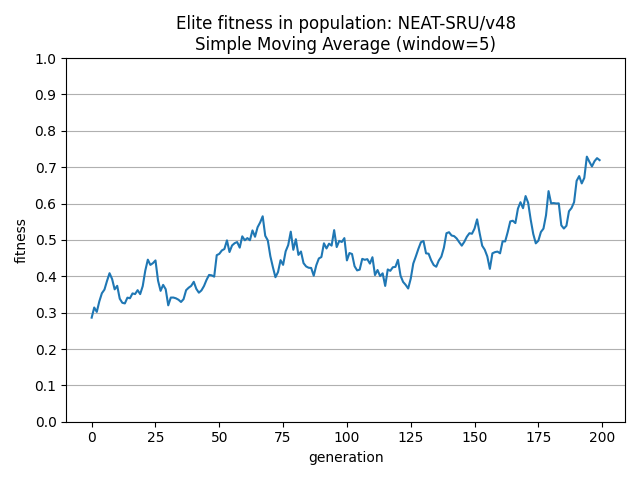 Elite fitness in population: NEAT-SRU/v48
Simple Moving Average (window=5)
1.0
0.9
0.8
0.7
0.6
0.5
0.4
0.3
0.2
0.1
0.0
fitness
0 25 50 75 100 125 150 175 200
generation